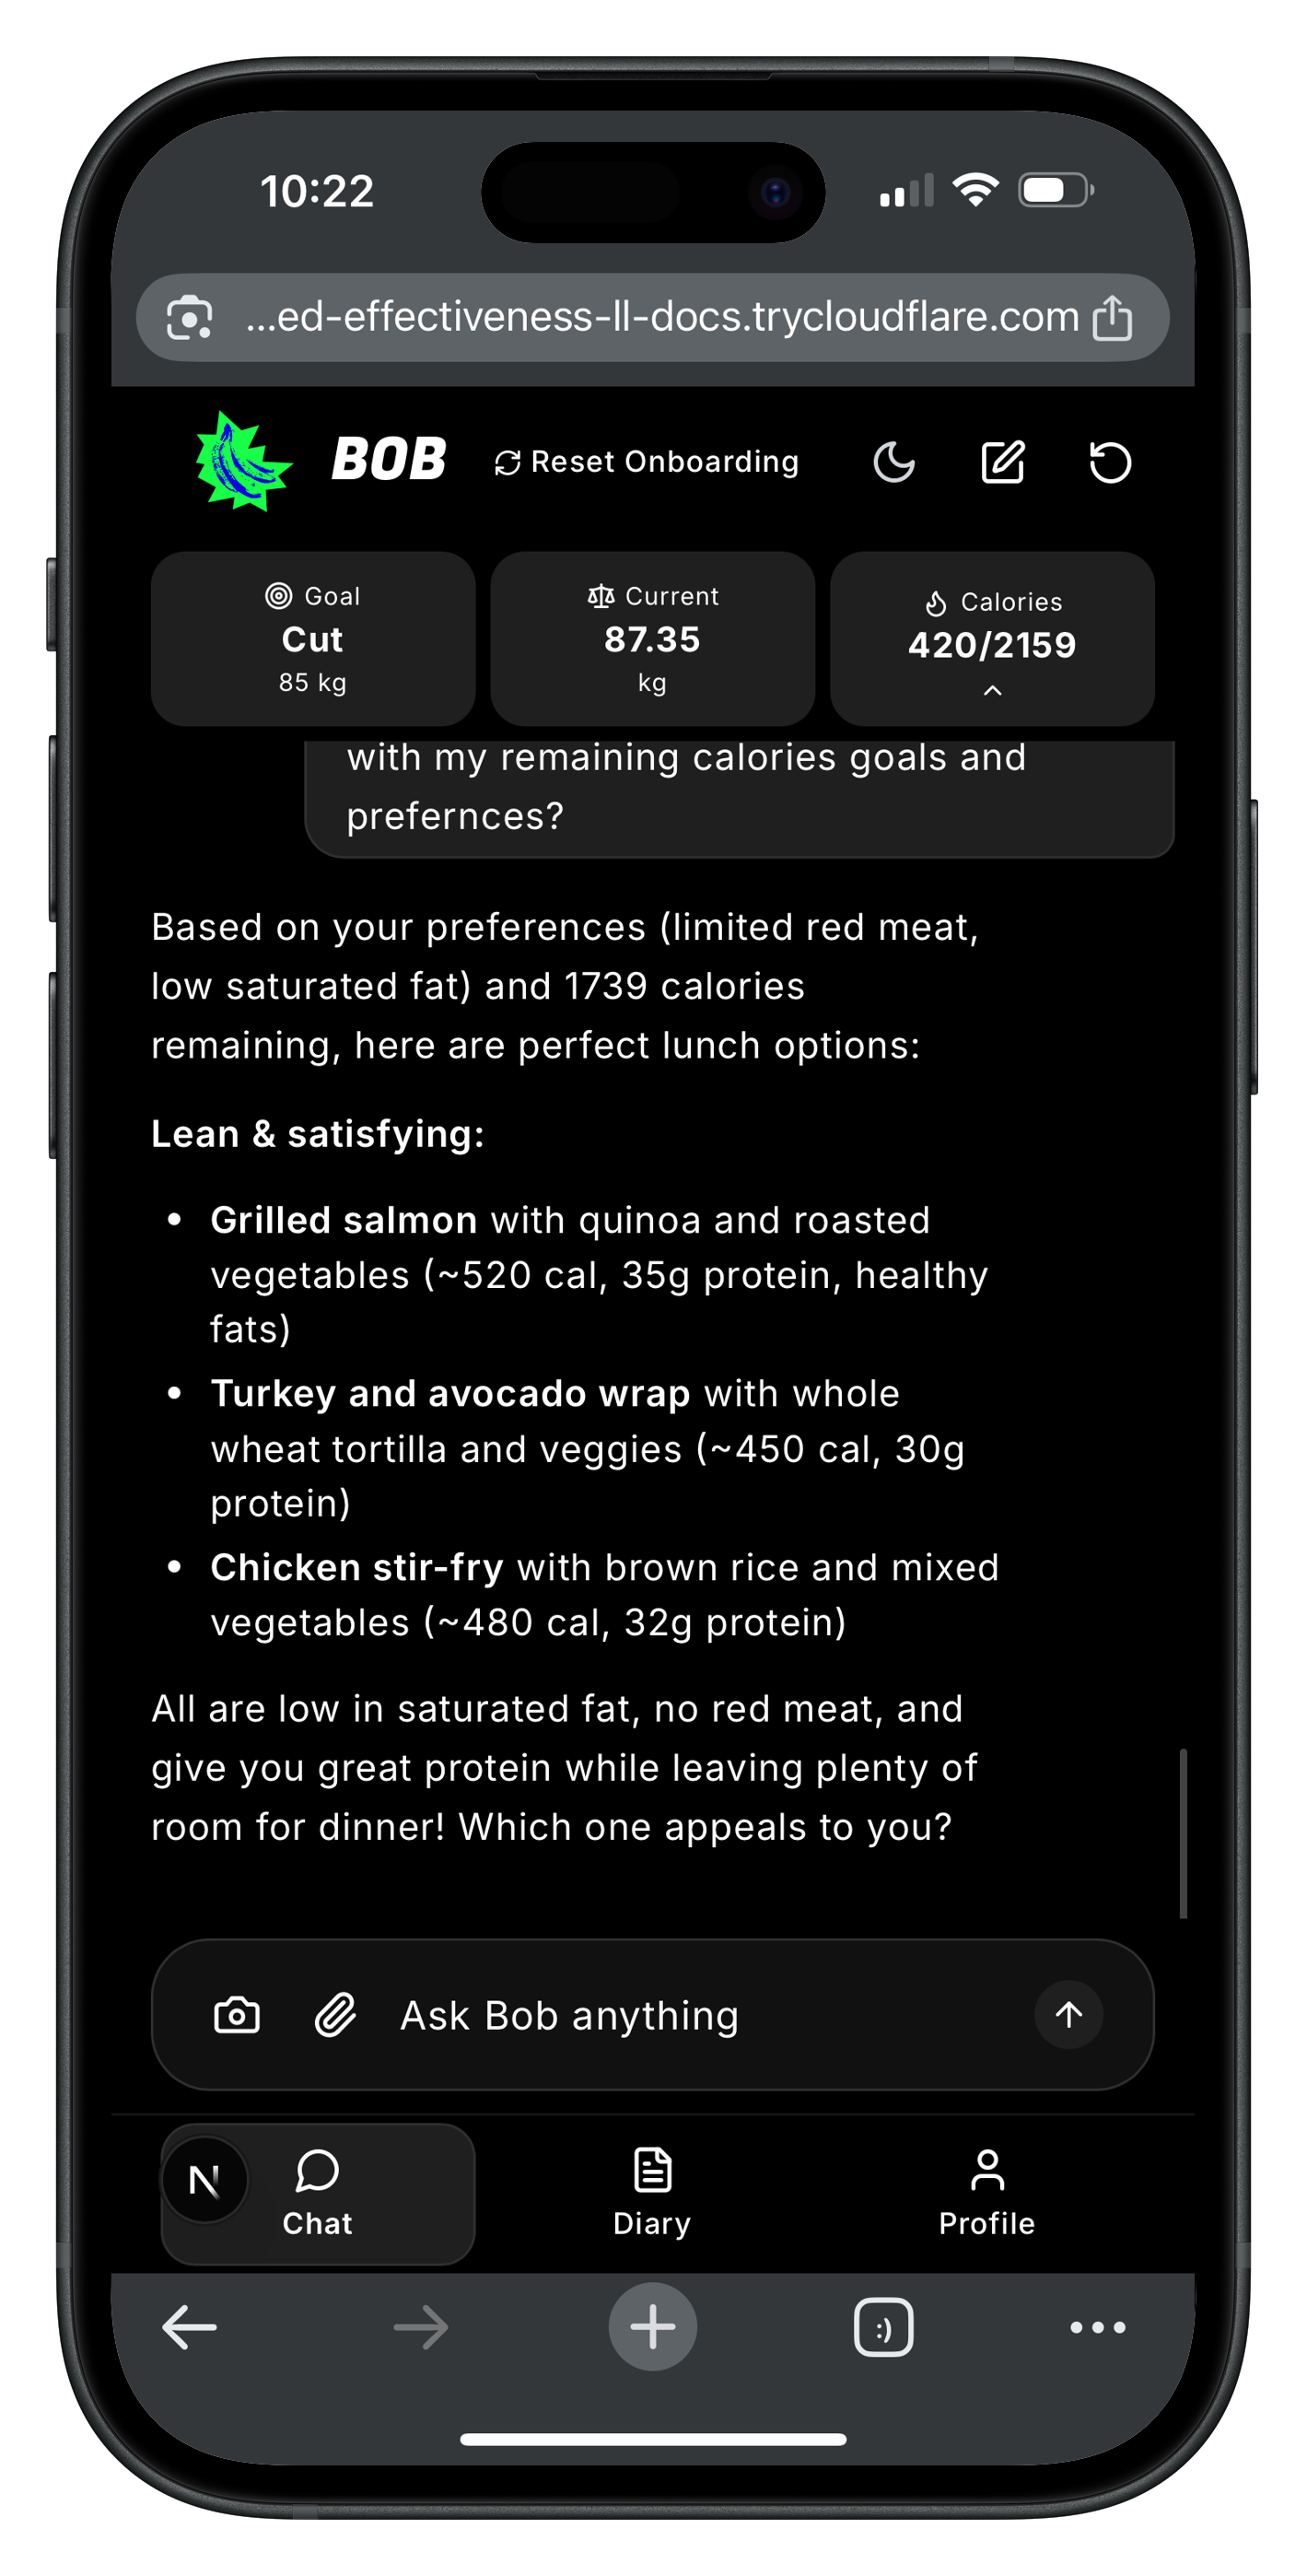 10:22
...ed-effectiveness-ll-docs.trycloudflare.com
BOB
Reset Onboarding
Goal
Cut
85 kg
Current
87.35
kg
Calories
420/2159
with my remaining calories goals and
prefernces?
Based on your preferences (limited red meat,
low saturated fat) and 1739 calories
remaining, here are perfect lunch options:
Lean & satisfying:
• Grilled salmon with quinoa and roasted
vegetables (~520 cal, 35g protein, healthy
fats)
• Turkey and avocado wrap with whole
wheat tortilla and veggies (~450 cal, 30g
protein)
• Chicken stir-fry with brown rice and mixed
vegetables (~480 cal, 32g protein)
All are low in saturated fat, no red meat, and
give you great protein while leaving plenty of
room for dinner! Which one appeals to you?
Ask Bob anything
N
Chat
Diary
Profile
:)